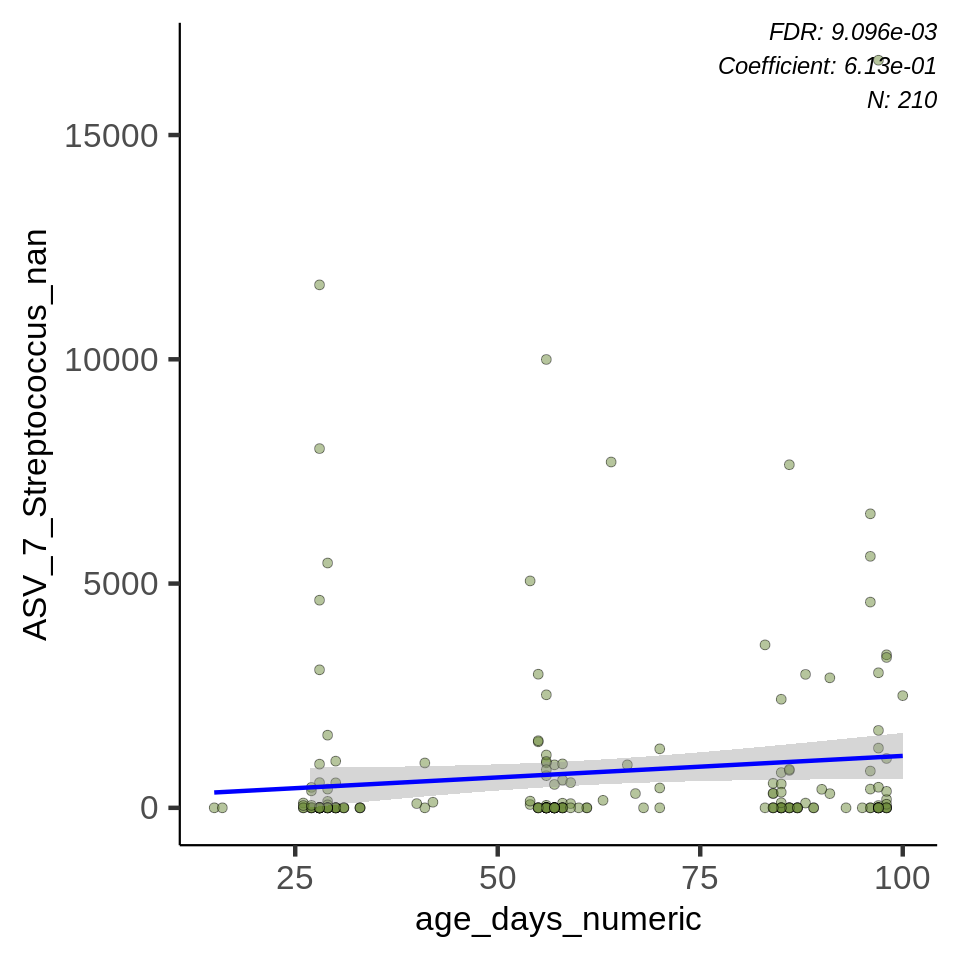 FDR: 9.096e-03
Coefficient: 6.13e-01
N: 210
15000
10000
5000
0
ASV_7_Streptococcus_nan
25 50 75 100
age_days_numeric